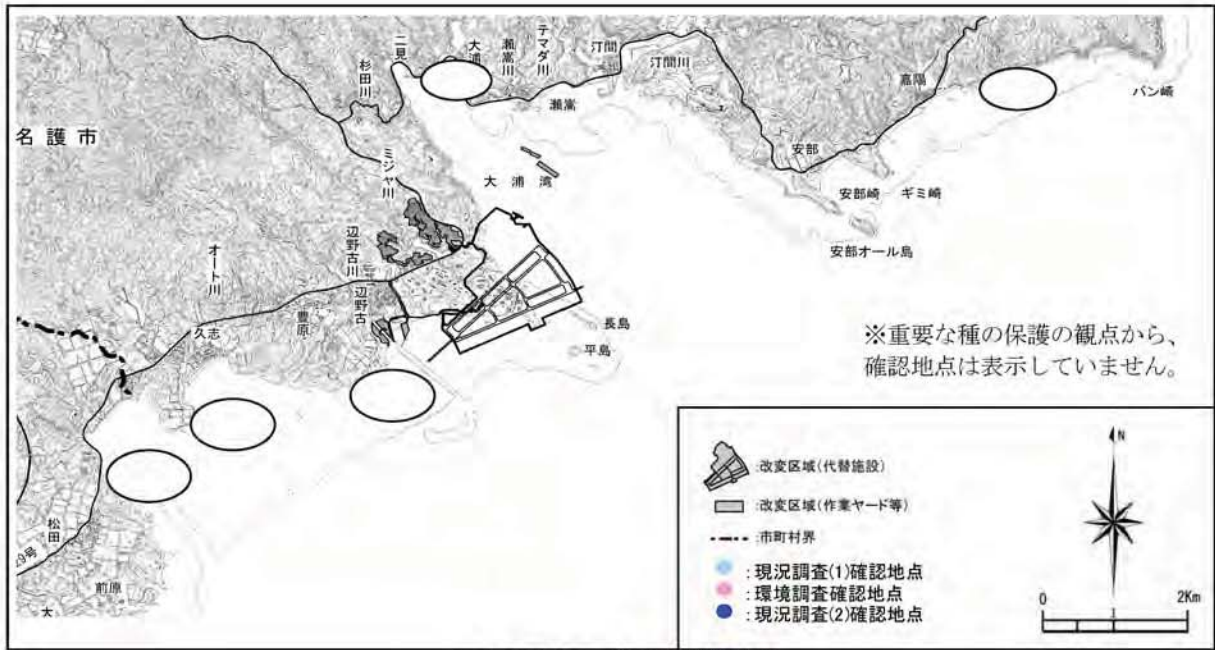 二見
大浦
瀬嵩川
テマダ川
汀間
汀間川
杉田川
瀬嵩
嘉陽
バン崎
名護市
ミジャ川
大浦湾
安部
安部崎
ギミ崎
安部オール島
オート川
辺野古川
辺野古
豊原
久志
長島
平島
※重要な種の保護の観点から、
確認地点は表示していません。
松田
前原
:改変区域(代替施設)
:改変区域(作業ヤード等)
:市町村界
:現況調査(1)確認地点
:環境調査確認地点
:現況調査(2)確認地点
N
0 2Km